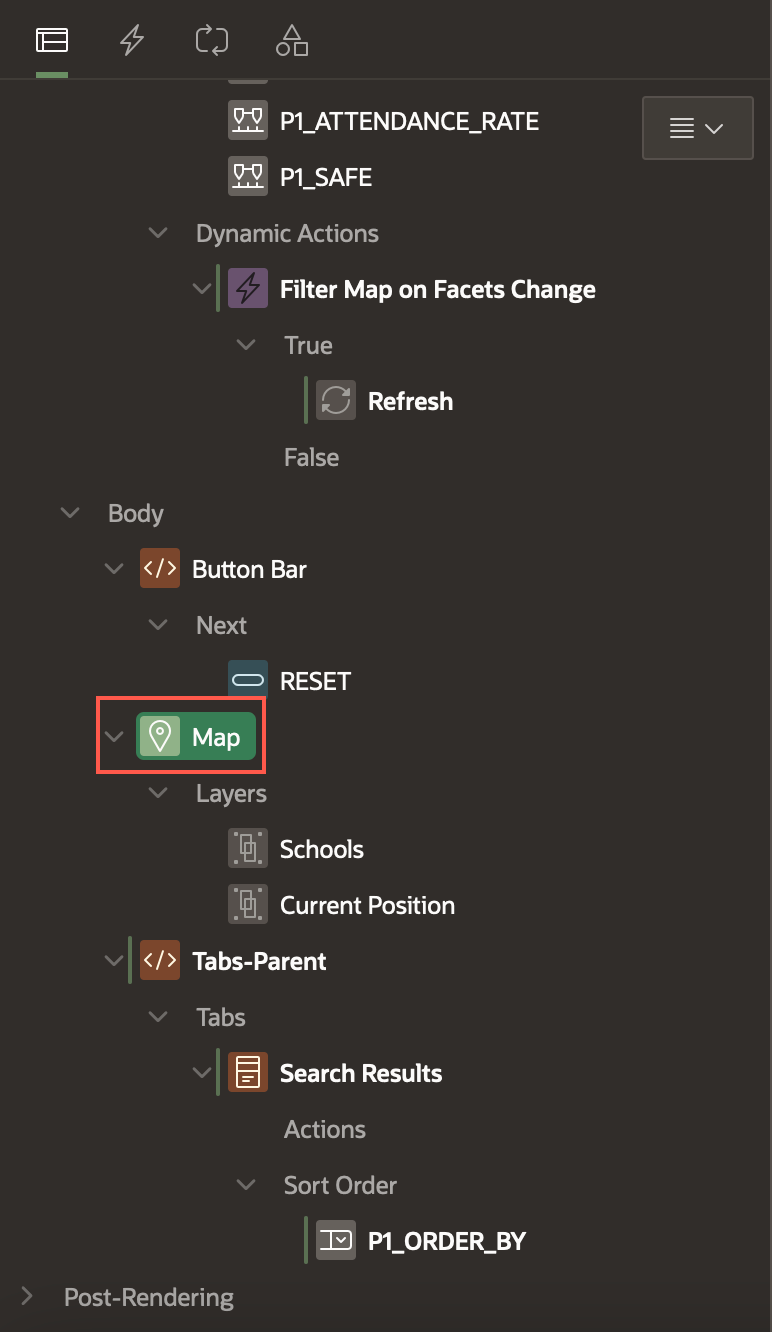 P1_ATTENDANCE_RATE
P1_SAFE
Dynamic Actions
Filter Map on Facets Change
True
Refresh
False
Body
Button Bar
Next
RESET
Map
Layers
Schools
Current Position
Tabs-Parent
Tabs
Search Results
Actions
Sort Order
P1_ORDER_BY
Post-Rendering